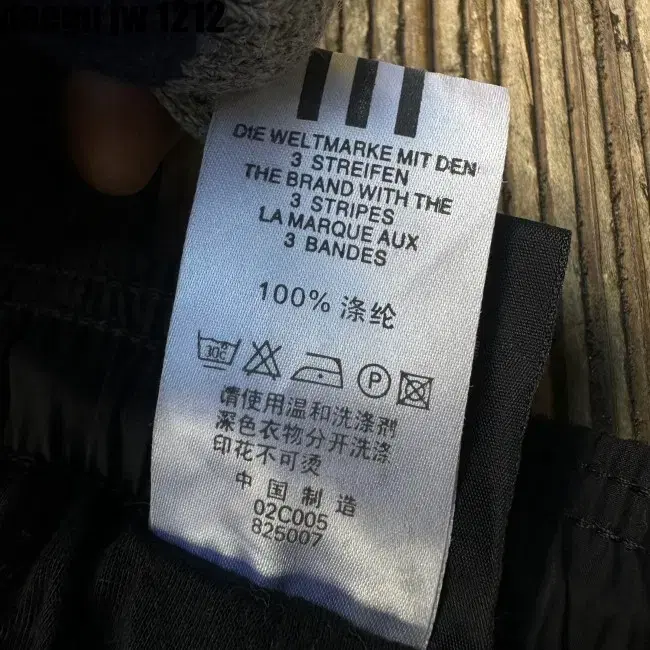 DIE WELTMARKE MIT DEN
3 STREIFEN
THE BRAND WITH THE
3 STRIPES
LA MARQUE AUX
3 BANDES
100% 涤纶
30C
P
请使用温和洗涤剂
深色衣物分开洗涤
印花不可烫
中国制造
02C005
825007